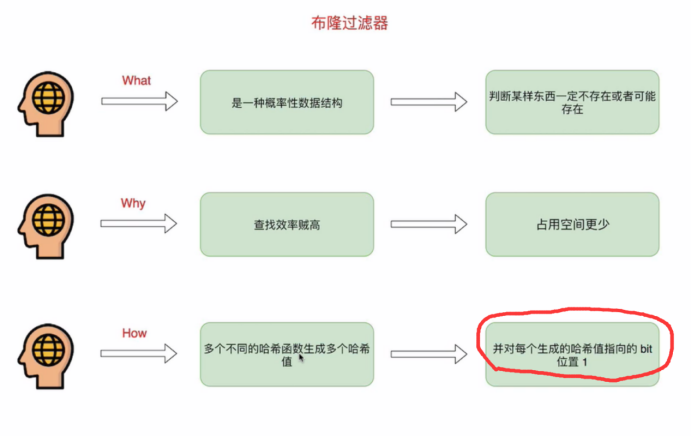 布隆过滤器
What
是一种概率性数据结构
判断某样东西一定不存在或者可能
存在
Why
查找效率贼高
占用空间更少
How
多个不同的哈希函数生成多个哈希
值
并对每个生成的哈希值指向的 bit
位置 1